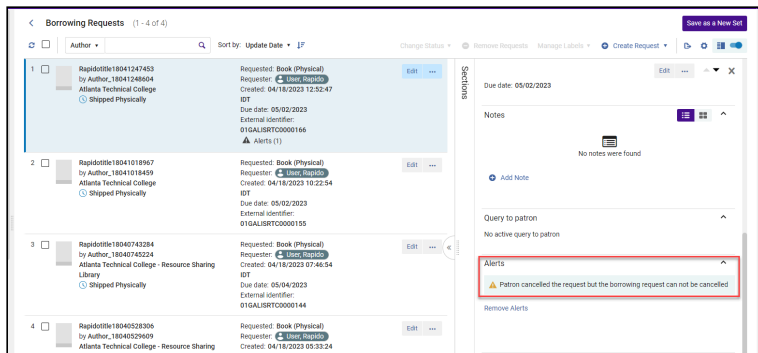 Borrowing Requests (1 - 4 of 4)
Save as a New Set
Author
Sort by: Update Date
Change Status
Remove Requests
Manage Labels
Create Request
1
Rapidotitle18041247453
by Author_18041248604
Atlanta Technical College
Shipped Physically
Requested: Book (Physical)
Requester: User, Rapido
Created: 04/18/2023 12:52:47
IDT
Due date: 05/02/2023
External identifier:
01GALISRTC0000166
Alerts (1)
Edit
2
Rapidotitle18041018967
by Author_18041018459
Atlanta Technical College
Shipped Physically
Requested: Book (Physical)
Requester: User, Rapido
Created: 04/18/2023 10:22:54
IDT
Due date: 05/02/2023
External identifier:
01GALISRTC0000155
Edit
3
Rapidotitle18040743284
by Author_18040745224
Atlanta Technical College - Resource Sharing
Library
Shipped Physically
Requested: Book (Physical)
Requester: User, Rapido
Created: 04/18/2023 07:46:54
IDT
Due date: 05/04/2023
External identifier:
01GALISRTC0000144
Edit
4
Rapidotitle18040528306
by Author_18040529609
Atlanta Technical College - Resource Sharing
Requested: Book (Physical)
Requester: User, Rapido
Created: 04/18/2023 05:33:24
Edit
Sections
Edit
Due date: 05/02/2023
Notes
No notes were found
Add Note
Query to patron
No active query to patron
Alerts
Patron cancelled the request but the borrowing request can not be cancelled
Remove Alerts